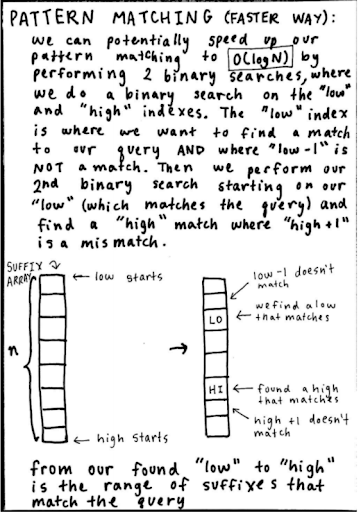 PATTERN MATCHING (FASTER WAY):
we can potentially speed up our
pattern matching to O(logN) by
performing 2 binary searches, where
we do a binary search on the "low"
and "high" indexes. The "low" index
is where we want to find a match
to our query AND where "low-1" is
NOT a match. Then we perform our
2nd binary search starting on our
"low" (which matches the query) and
find a "high" match where "high+1"
is a mismatch.
SUFFIX
ARRAY
low starts
n
high starts
low-1 doesn't
match
LO
we find a low
that matches
HI
found a high
that matches
high +1 doesn't
match
from our found "low" to "high"
is the range of suffixes that
match the query